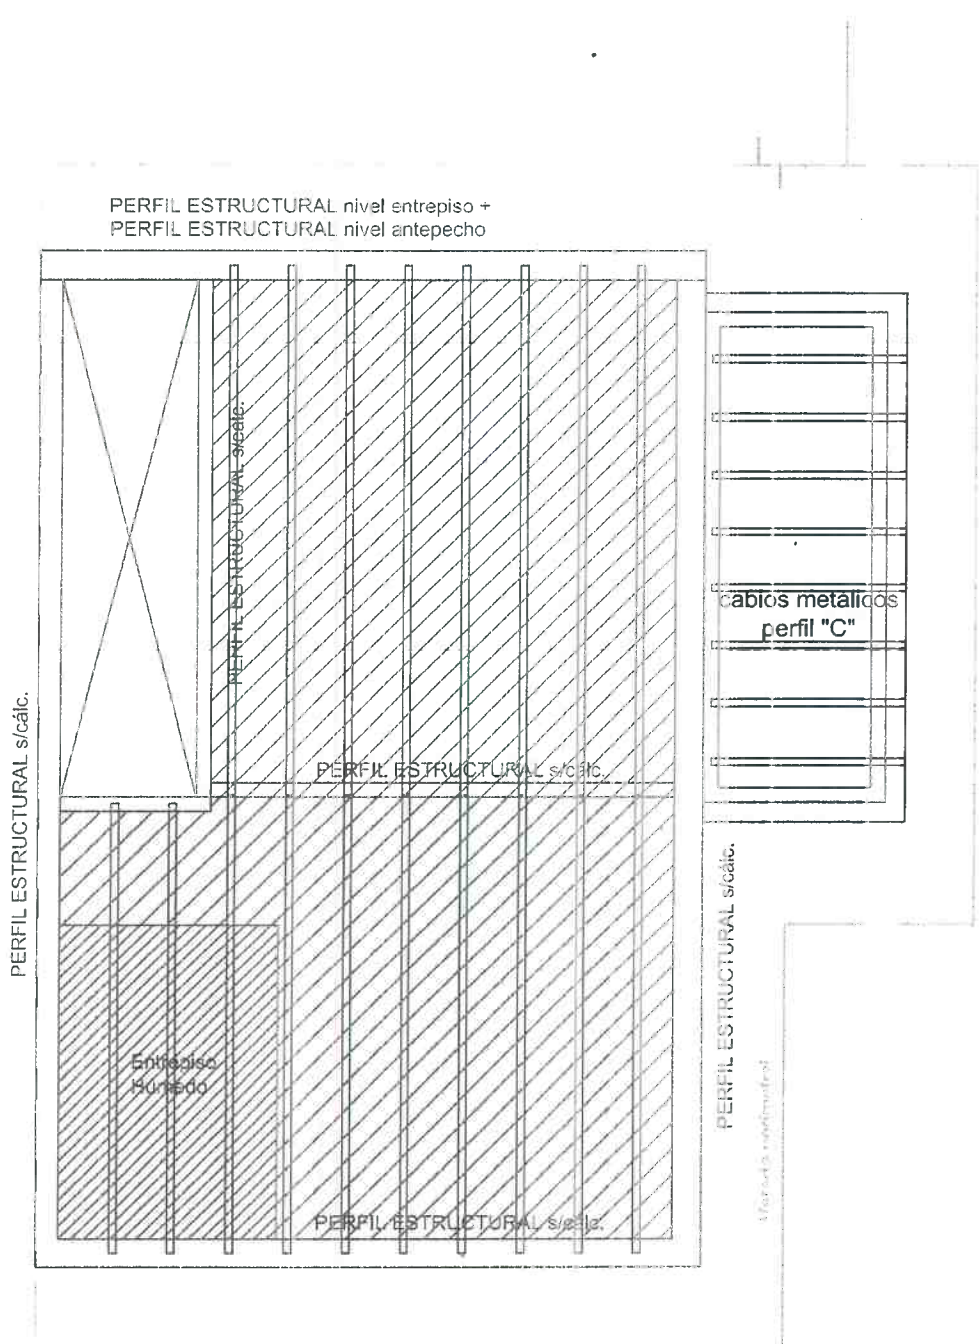 PERFIL ESTRUCTURAL nivel entrepiso +
PERFIL ESTRUCTURAL nivel antepecho
PERFIL ESTRUCTURAL s/cálc.
cabios metálicos
perfil "C"
PERFIL ESTRUCTURAL s/cálc.
PERFIL ESTRUCTURAL s/cálc.
PERFIL ESTRUCTURAL s/cálc.
Entrepiso
Húmedo
PERFIL ESTRUCTURAL s/cálc.